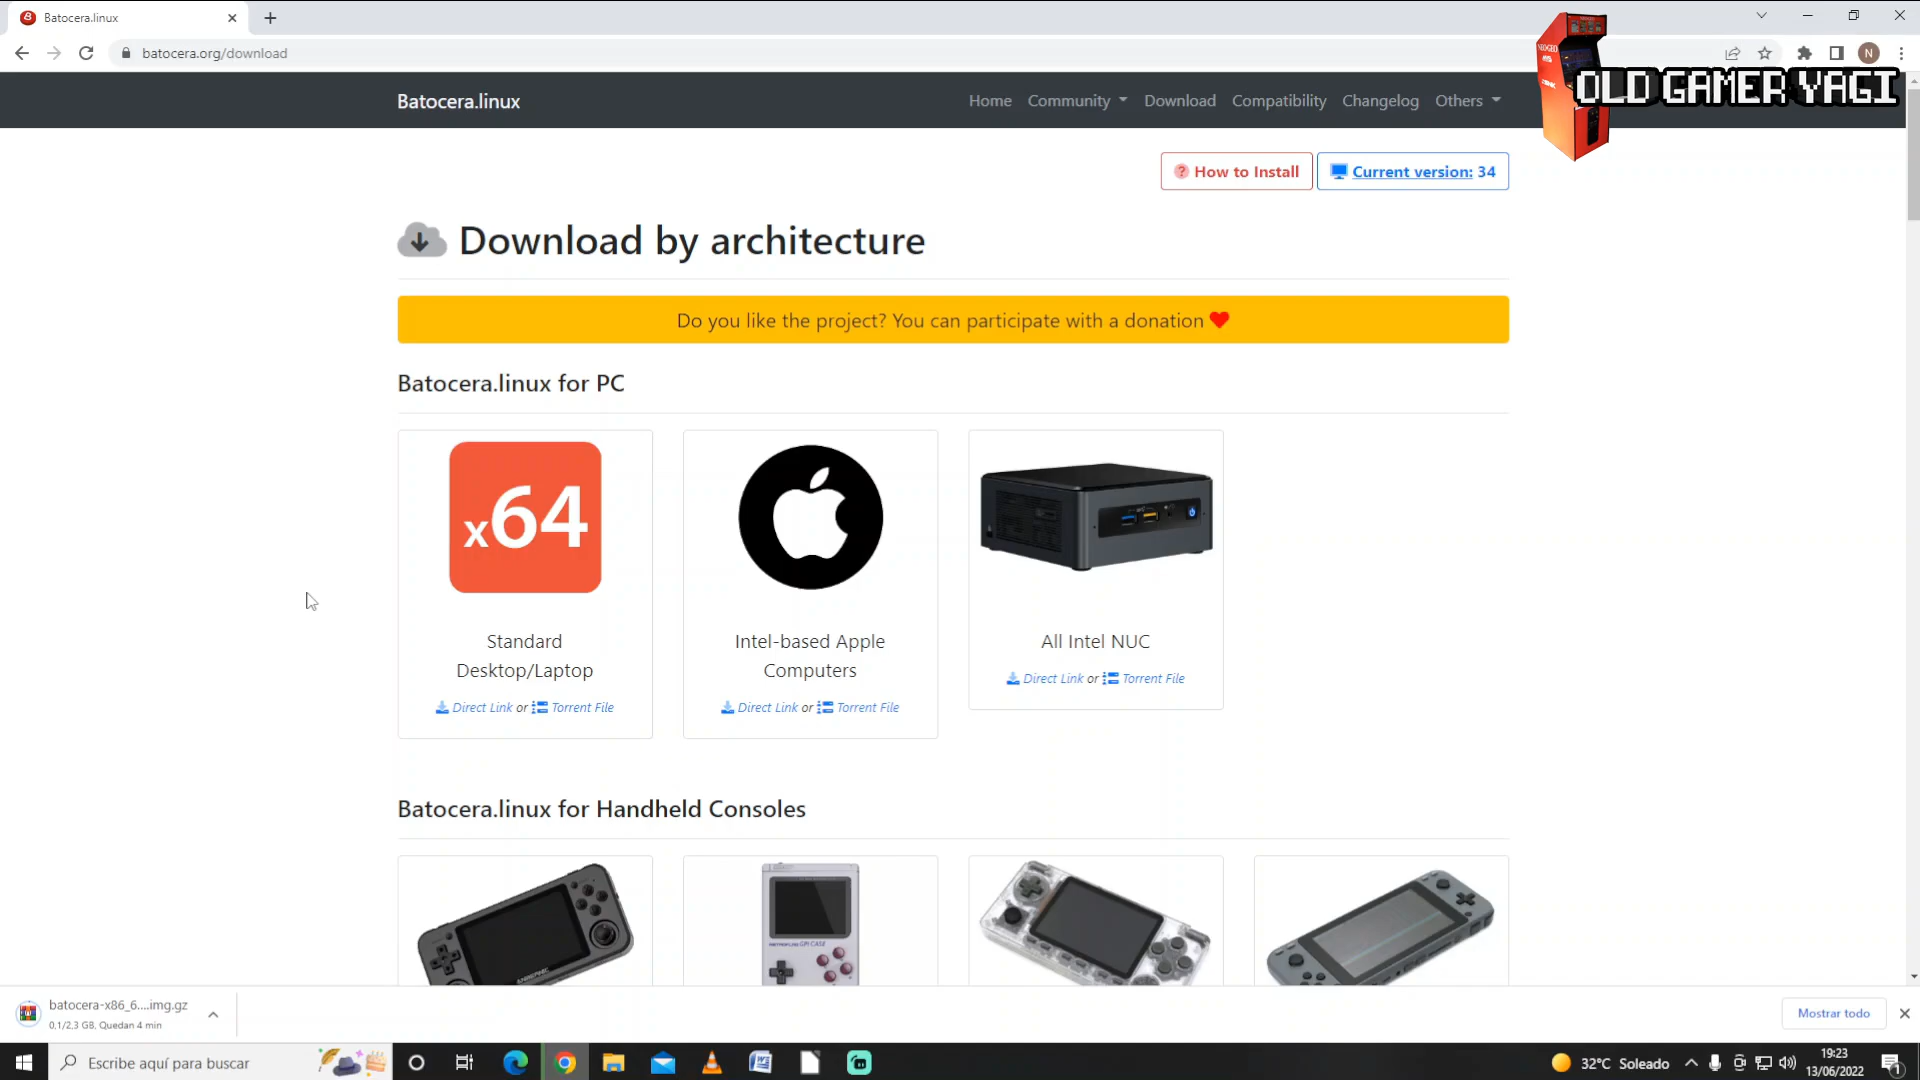 Batocera.linux
batocera.org/download
N
OLD GAMER YAGI
Batocera.linux
Home Community Download Compatibility Changelog Others
? How to Install
Current version: 34
Download by architecture
Do you like the project? You can participate with a donation
Batocera.linux for PC
x64
Standard
Desktop/Laptop
Direct Link or Torrent File
Intel-based Apple
Computers
Direct Link or Torrent File
All Intel NUC
Direct Link or Torrent File
Batocera.linux for Handheld Consoles
GPI CASE
batocera-x86_6....img.gz
0,1/2,3 GB, Quedan 4 min
Mostrar todo
Escribe aquí para buscar
32°C Soleado
19:23
13/06/2022
1